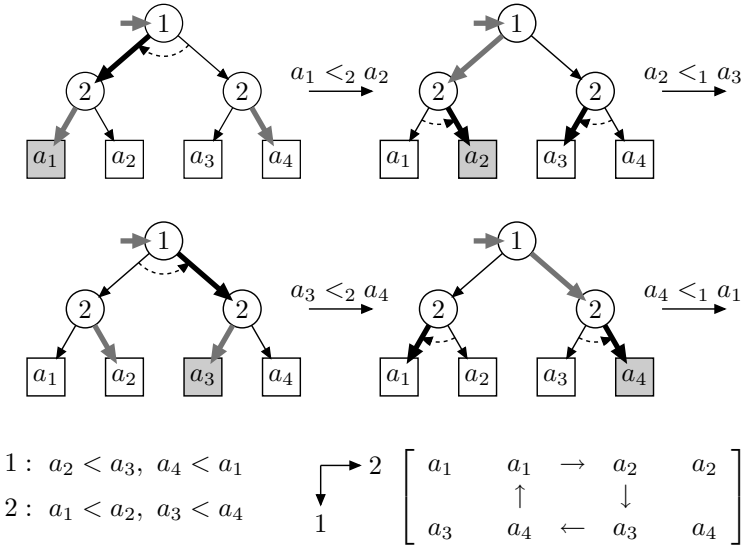 1 1
a₁ <₂ a₂ a₂ <₁ a₃
2 2 2 2
a₁ a₂ a₃ a₄ a₁ a₂ a₃ a₄
1 1
a₃ <₂ a₄ a₄ <₁ a₁
2 2 2 2
a₁ a₂ a₃ a₄ a₁ a₂ a₃ a₄
1 : a₂ < a₃, a₄ < a₁
2 : a₁ < a₂, a₃ < a₄
2
1
a₁ a₁ → a₂ a₂
↑ ↓
a₃ a₄ ← a₃ a₄